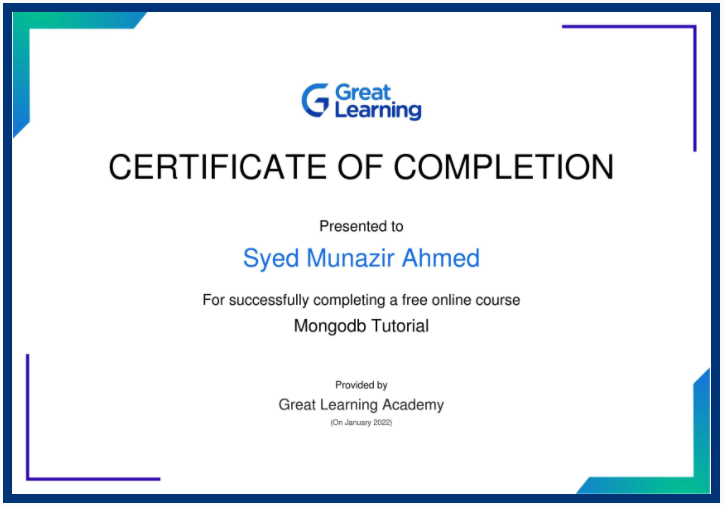 Great
Learning
CERTIFICATE OF COMPLETION
Presented to
Syed Munazir Ahmed
For successfully completing a free online course
Mongodb Tutorial
Provided by
Great Learning Academy
(On January 2022)